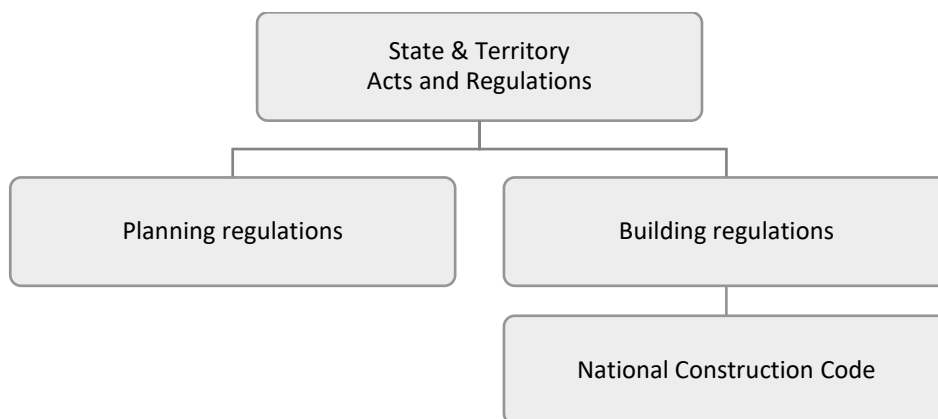 State & Territory
Acts and Regulations
Planning regulations
Building regulations
National Construction Code